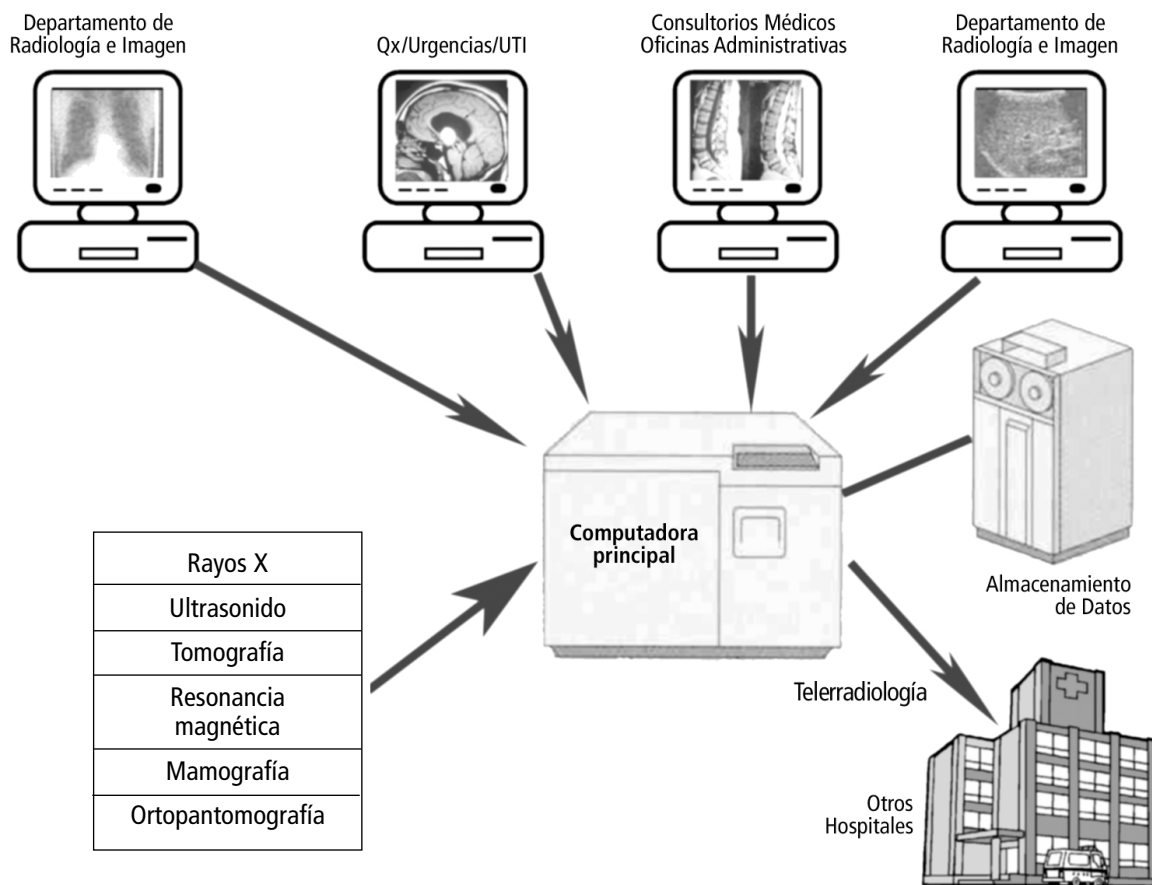 Departamento de
Radiología e Imagen
Qx/Urgencias/UTI
Consultorios Médicos
Oficinas Administrativas
Departamento de
Radiología e Imagen
Computadora
principal
Almacenamiento
de Datos
Rayos X
Ultrasonido
Tomografía
Resonancia
magnética
Mamografía
Ortopantomografía
Telerradiología
Otros
Hospitales